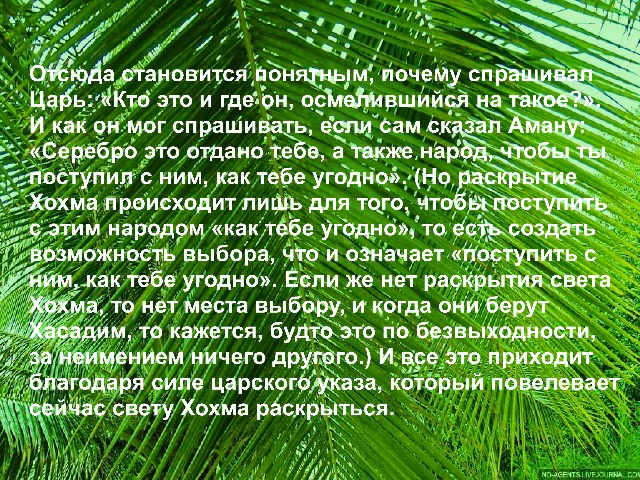 Отсюда становится понятным, почему спрашивал
Царь: «Кто это и где он, осмелившийся на такое?».
И как он мог спрашивать, если сам сказал Аману:
«Серебро это отдано тебе, а также народ, чтобы ты
поступил с ним, как тебе угодно». (Но раскрытие
Хохма происходит лишь для того, чтобы поступить
с этим народом «как тебе угодно», то есть создать
возможность выбора, что и означает «поступить с
ним, как тебе угодно». Если же нет раскрытия света
Хохма, то нет места выбору, и когда они берут
Хасадим, то кажется, будто это по безвыходности,
за неимением ничего другого.) И все это приходит
благодаря силе царского указа, который повелевает
сейчас свету Хохма раскрыться.
NO-AGENTS.LIVEJOURNAL.COM